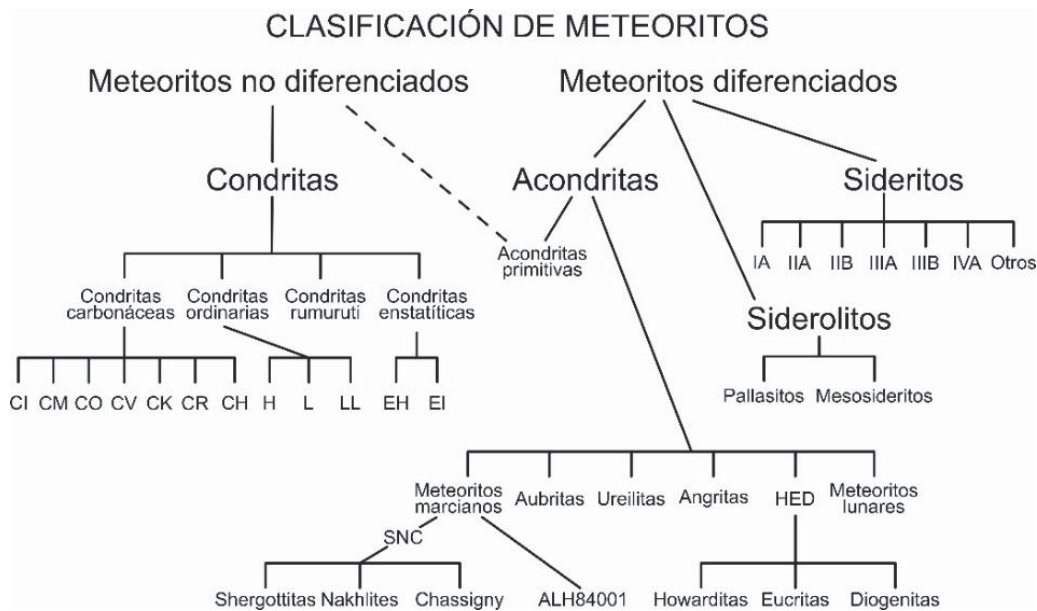 CLASIFICACIÓN DE METEORITOS
Meteoritos no diferenciados
Meteoritos diferenciados
Condritas
Acondritas
Sideritos
Acondritas
primitivas
IA IIA IIB IIIA IIIB IVA Otros
Condritas
carbonáceas
Condritas
ordinarias
Condritas
rumuruti
Condritas
enstatíticas
Siderolitos
CI CM CO CV CK CR CH H L LL EH EI
Pallasitos Mesosideritos
Meteoritos
marcianos
Aubritas
Ureilitas
Angritas
HED
Meteoritos
lunares
SNC
Shergottitas Nakhlites Chassigny ALH84001 Howarditas Eucritas Diogenitas